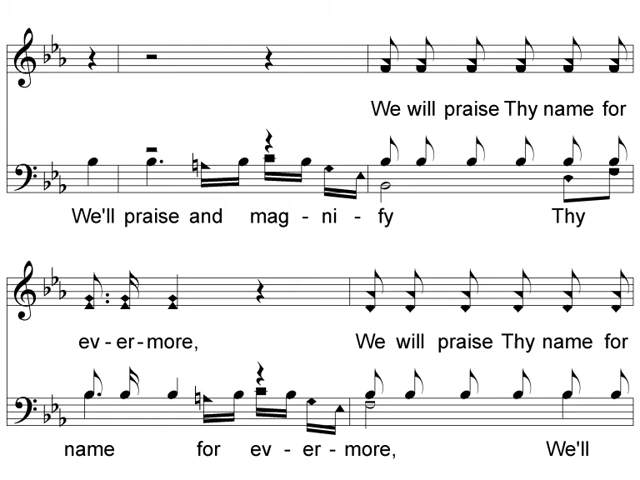 We will praise Thy name for
We'll praise and mag - ni - fy Thy
ev - er - more, We will praise Thy name for
name for ev - er - more, We'll